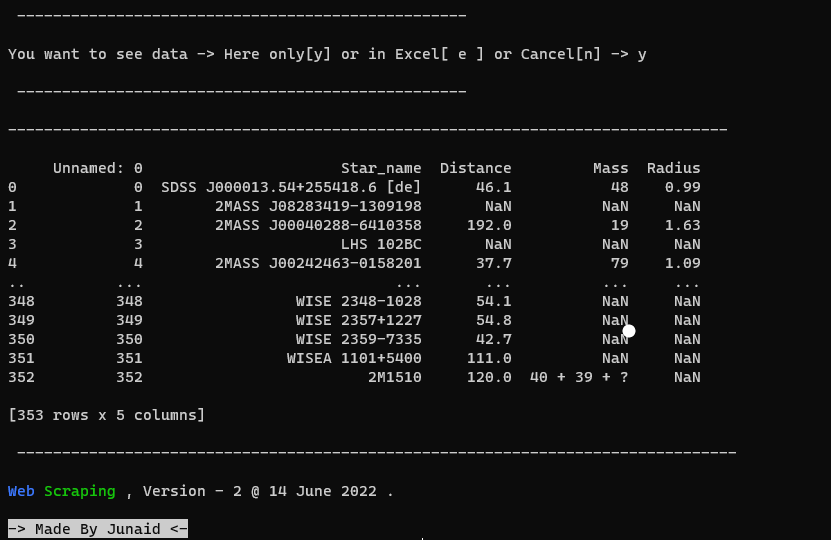 --------------------------------------------------
You want to see data -> Here only[y] or in Excel[ e ] or Cancel[n] -> y
--------------------------------------------------
--------------------------------------------------------------------------------
Unnamed: 0 Star_name Distance Mass Radius
0 0 SDSS J000013.54+255418.6 [de] 46.1 48 0.99
1 1 2MASS J08283419-1309198 NaN NaN NaN
2 2 2MASS J00040288-6410358 192.0 19 1.63
3 3 LHS 102BC NaN NaN NaN
4 4 2MASS J00242463-0158201 37.7 79 1.09
.. ... ... ... ... ...
348 348 WISE 2348-1028 54.1 NaN NaN
349 349 WISE 2357+1227 54.8 NaN NaN
350 350 WISE 2359-7335 42.7 NaN NaN
351 351 WISEA 1101+5400 111.0 NaN NaN
352 352 2M1510 120.0 40 + 39 + ? NaN
[353 rows x 5 columns]
--------------------------------------------------------------------------------
Web Scraping , Version - 2 @ 14 June 2022 .
-> Made By Junaid <-